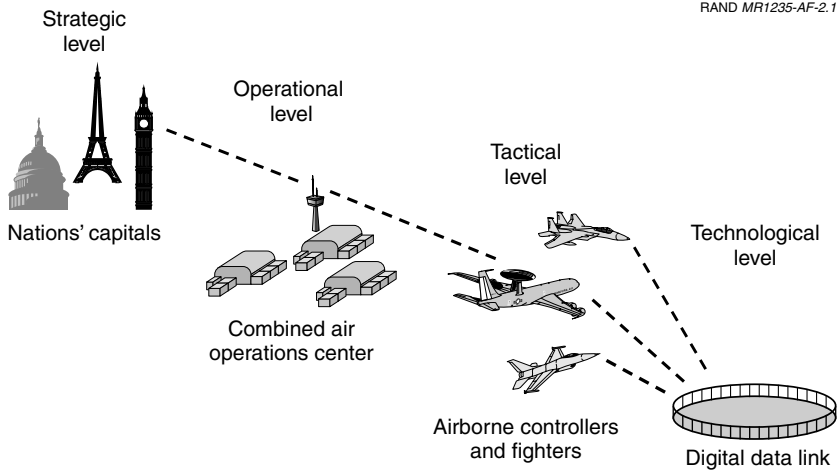 RAND MR1235-AF-2.1
Strategic
level
Nations' capitals
Operational
level
Combined air
operations center
Tactical
level
Airborne controllers
and fighters
Technological
level
Digital data link